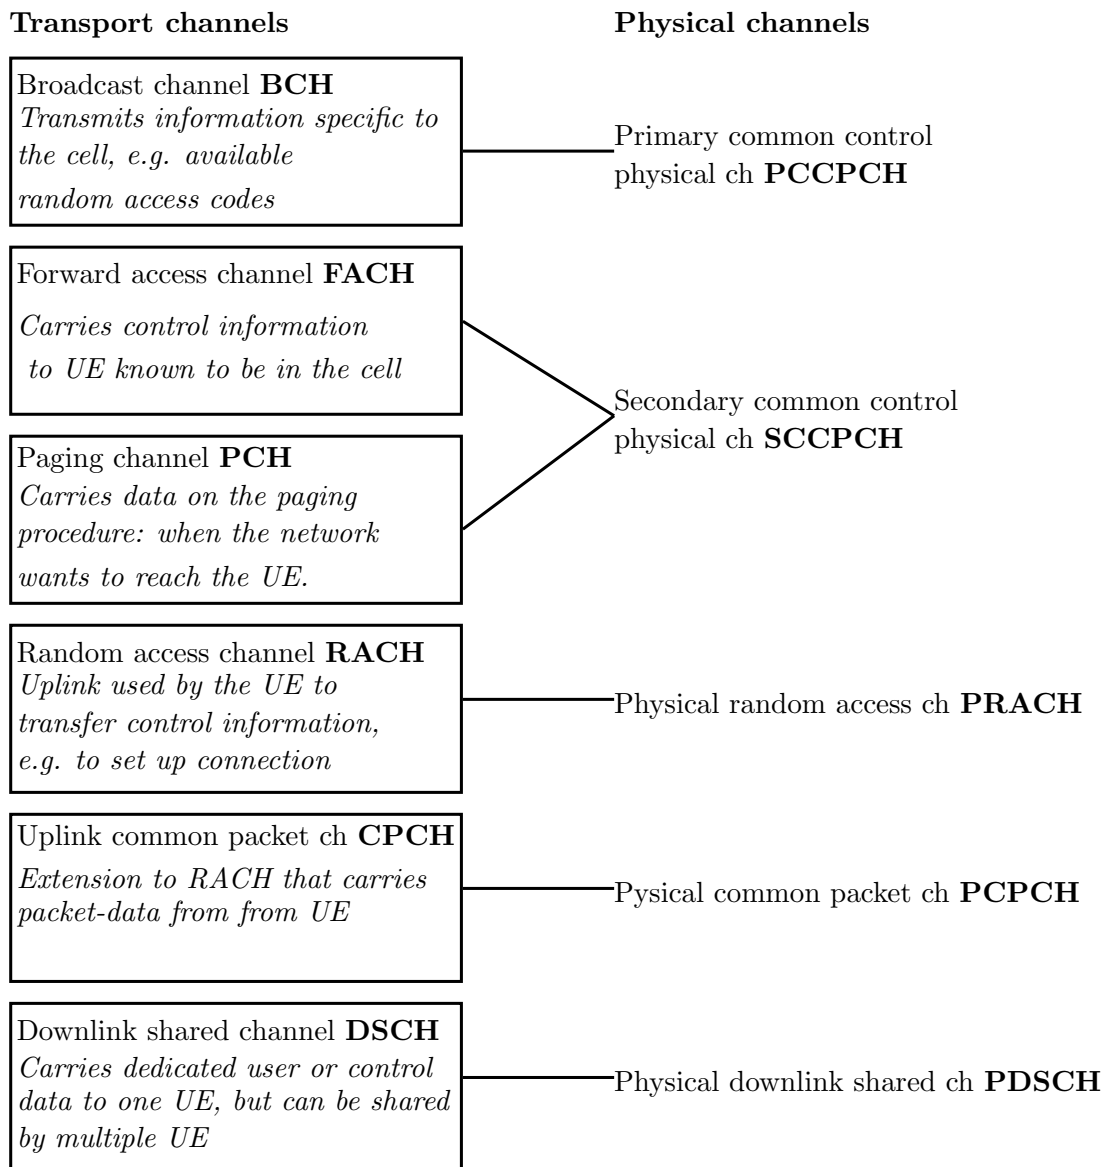 Transport channels
Physical channels
Broadcast channel BCH
Transmits information specific to
the cell, e.g. available
random access codes
Primary common control
physical ch PCCPCH
Forward access channel FACH
Carries control information
to UE known to be in the cell
Secondary common control
physical ch SCCPCH
Paging channel PCH
Carries data on the paging
procedure: when the network
wants to reach the UE.
Random access channel RACH
Uplink used by the UE to
transfer control information,
e.g. to set up connection
Physical random access ch PRACH
Uplink common packet ch CPCH
Extension to RACH that carries
packet-data from from UE
Pysical common packet ch PCPCH
Downlink shared channel DSCH
Carries dedicated user or control
data to one UE, but can be shared
by multiple UE
Physical downlink shared ch PDSCH